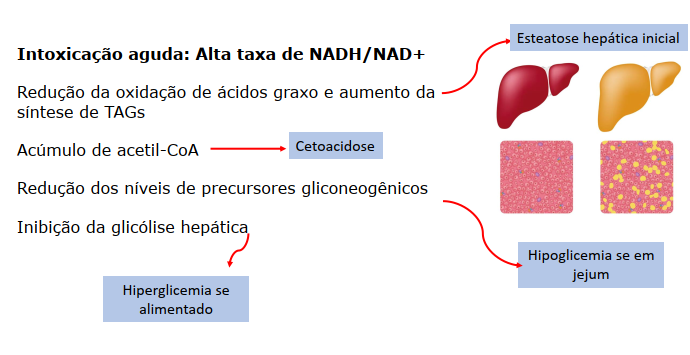 Esteatose hepática inicial
Intoxicação aguda: Alta taxa de NADH/NAD+
Redução da oxidação de ácidos graxo e aumento da
síntese de TAGs
Acúmulo de acetil-CoA
Cetoacidose
Redução dos níveis de precursores gliconeogênicos
Inibição da glicólise hepática
Hipoglicemia se em
jejum
Hiperglicemia se
alimentado